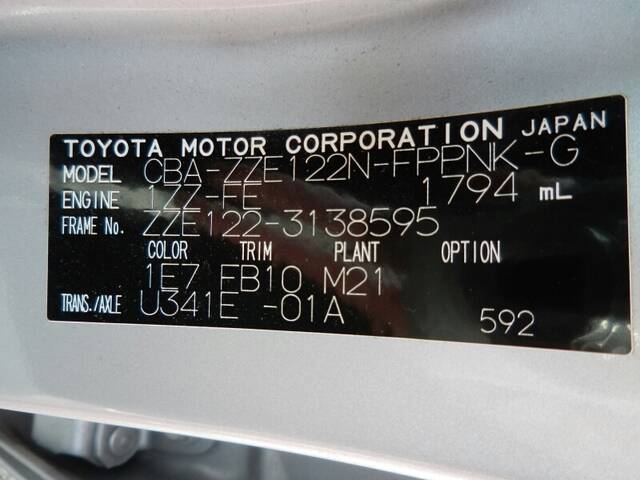 TOYOTA MOTOR CORPORATION JAPAN
MODEL CBA-ZZE122N-FPPNK-G
ENGINE 1ZZ-FE 1794 mL
FRAME No. ZZE122-3138595
COLOR TRIM PLANT OPTION
1E7 FB10 M21
TRANS./AXLE U341E -01A 592